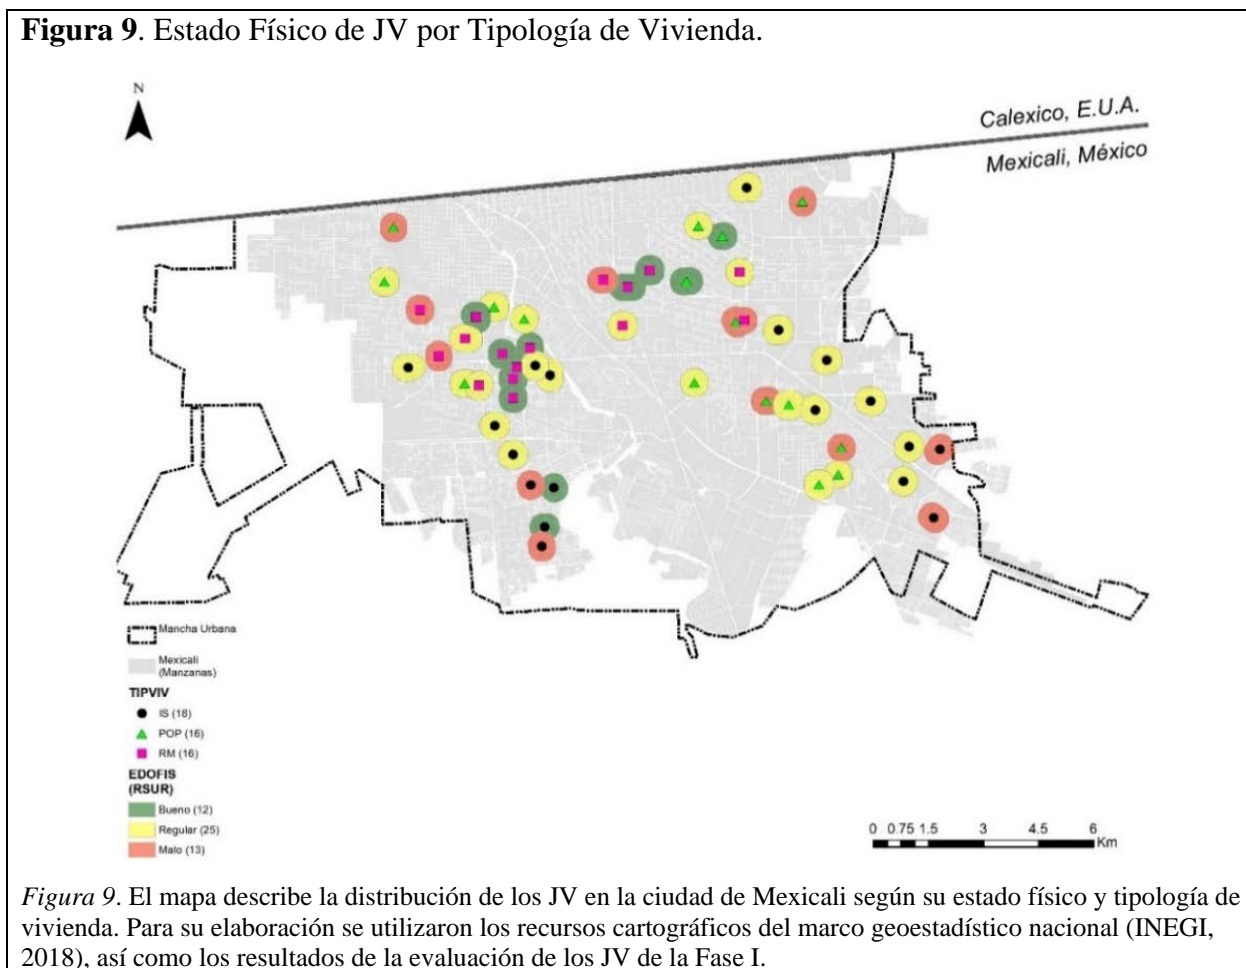 Figura 9. Estado Físico de JV por Tipología de Vivienda.
N
Calexico, E.U.A.
Mexicali, México
Mancha Urbana
Mexicali
(Manzanas)
TIPVIV
IS (18)
POP (16)
RM (16)
EDOFIS
(RSUR)
Bueno (12)
Regular (25)
Malo (13)
0 0.75 1.5 3 4.5 6
Km
Figura 9. El mapa describe la distribución de los JV en la ciudad de Mexicali según su estado físico y tipología de
vivienda. Para su elaboración se utilizaron los recursos cartográficos del marco geoestadístico nacional (INEGI,
2018), así como los resultados de la evaluación de los JV de la Fase I.